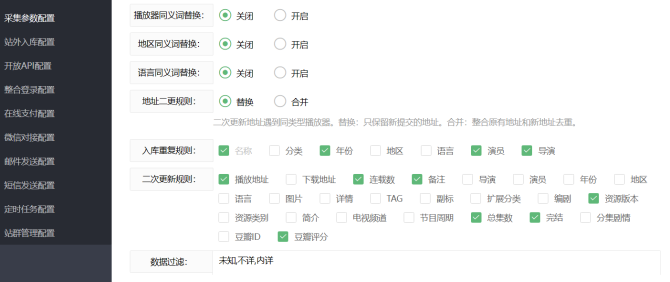 采集参数配置
站外入库配置
开放API配置
整合登录配置
在线支付配置
微信对接配置
邮件发送配置
短信发送配置
定时任务配置
站群管理配置
播放器同义词替换： 关闭 开启
地区同义词替换： 关闭 开启
语言同义词替换： 关闭 开启
地址二更规则： 替换 合并
二次更新地址遇到同类型播放器。替换：只保留新提交的地址。合并：整合原有地址和新地址去重。
入库重复规则： 名称 分类 年份 地区 语言 演员 导演
二次更新规则： 播放地址 下载地址 连载数 备注 导演 演员 年份 地区
语言 图片 详情 TAG 副标 扩展分类 编剧 资源版本
资源类别 简介 电视频道 节目周期 总集数 完结 分集剧情
豆瓣ID 豆瓣评分
数据过滤： 未知,不详,内详